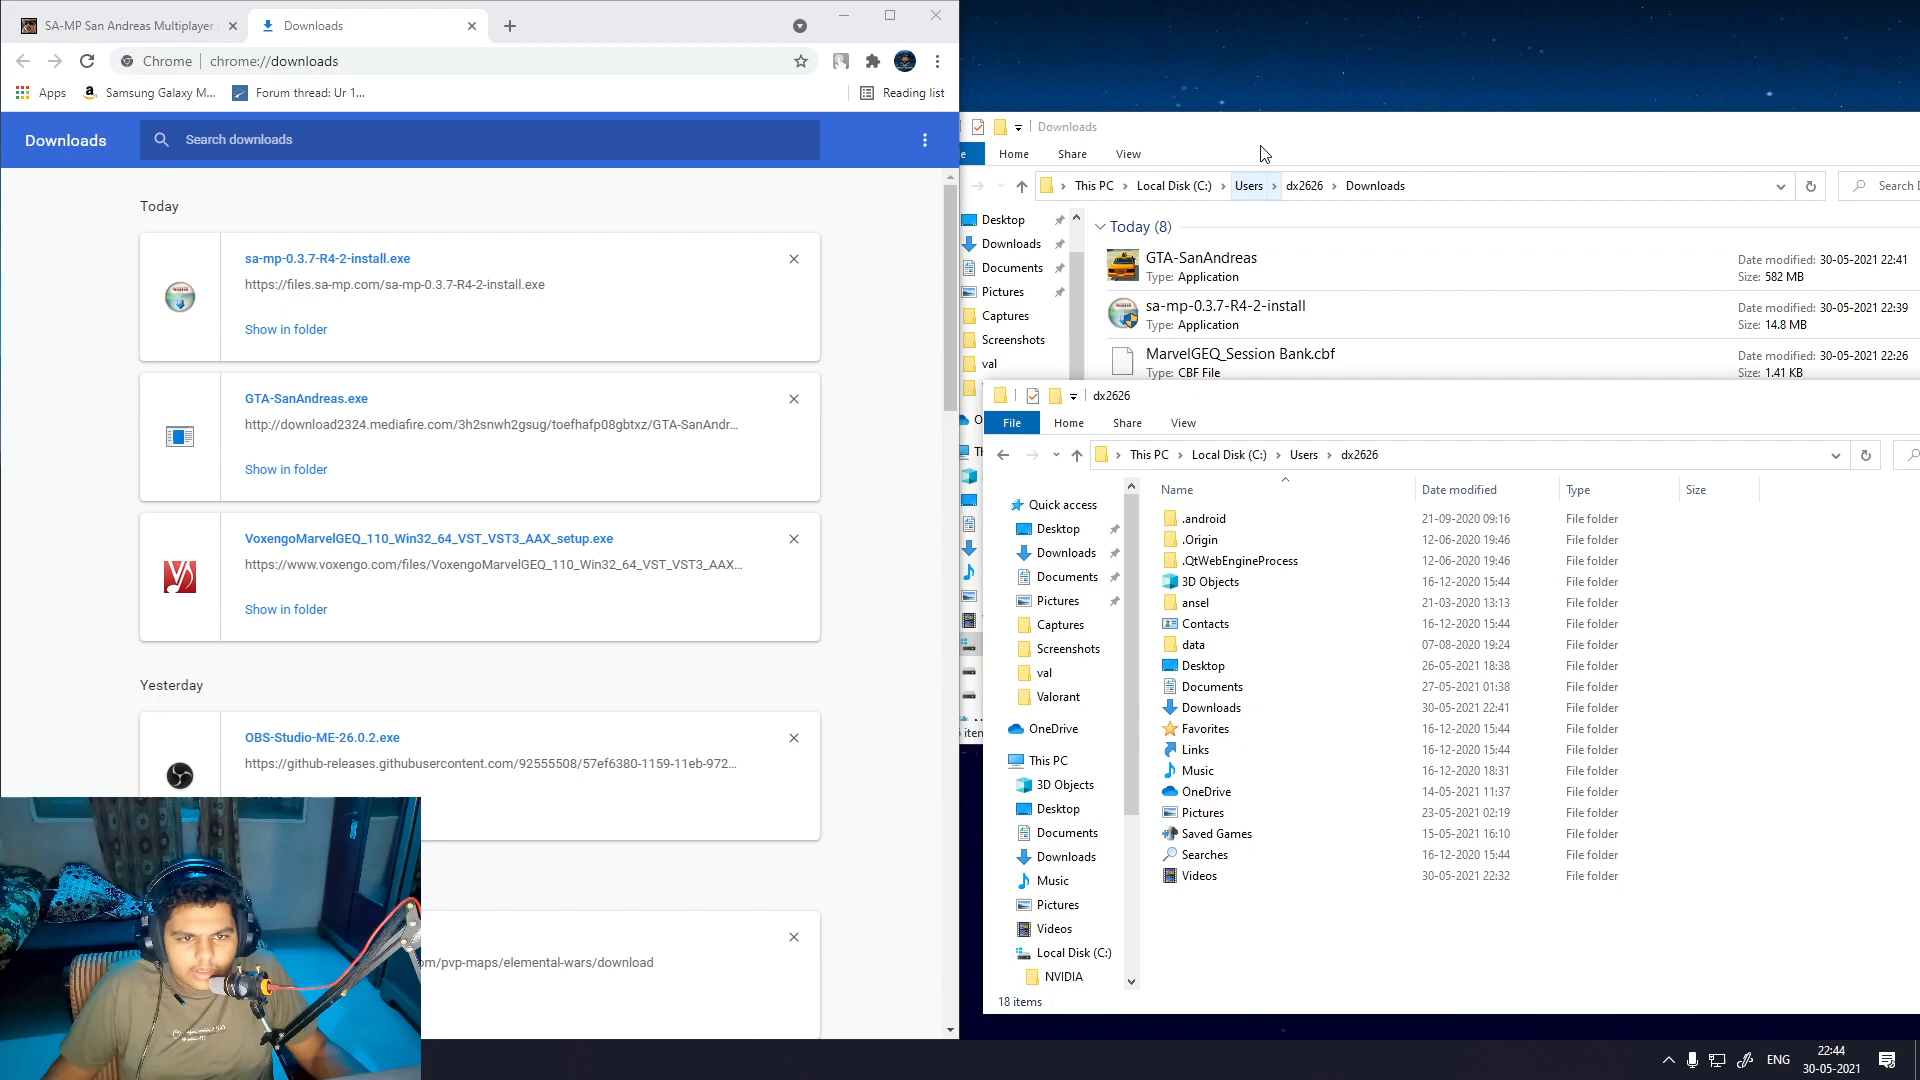 SA-MP San Andreas Multiplayer
Downloads
Chrome
chrome://downloads
Apps
Samsung Galaxy M...
Forum thread: Ur 1...
Reading list
Downloads
Search downloads
Today
sa-mp-0.3.7-R4-2-install.exe
https://files.sa-mp.com/sa-mp-0.3.7-R4-2-install.exe
Show in folder
GTA-SanAndreas.exe
http://download2324.mediafire.com/3h2snwh2gsug/toefhafp08gbtxz/GTA-SanAndr...
Show in folder
VoxengoMarvelGEQ_110_Win32_64_VST_VST3_AAX_setup.exe
https://www.voxengo.com/files/VoxengoMarvelGEQ_110_Win32_64_VST_VST3_AAX...
Show in folder
Yesterday
OBS-Studio-ME-26.0.2.exe
https://github-releases.githubusercontent.com/92555508/57ef6380-1159-11eb-972...
om/pvp-maps/elemental-wars/download
Downloads
Home Share View
This PC Local Disk (C:) Users dx2626 Downloads
Search D
Desktop
Downloads
Documents
Pictures
Captures
Screenshots
val
Today (8)
GTA-SanAndreas
Type: Application
Date modified: 30-05-2021 22:41
Size: 582 MB
sa-mp-0.3.7-R4-2-install
Type: Application
Date modified: 30-05-2021 22:39
Size: 14.8 MB
MarvelGEQ_Session Bank.cbf
Type: CBF File
Date modified: 30-05-2021 22:26
Size: 1.41 KB
dx2626
File Home Share View
This PC Local Disk (C:) Users dx2626
Quick access
Desktop
Downloads
Documents
Pictures
Captures
Screenshots
val
Valorant
OneDrive
This PC
3D Objects
Desktop
Documents
Downloads
Music
Pictures
Videos
Local Disk (C:)
NVIDIA
Name Date modified Type Size
.android 21-09-2020 09:16 File folder
.Origin 12-06-2020 19:46 File folder
.QtWebEngineProcess 12-06-2020 19:46 File folder
3D Objects 16-12-2020 15:44 File folder
ansel 21-03-2020 13:13 File folder
Contacts 16-12-2020 15:44 File folder
data 07-08-2020 19:24 File folder
Desktop 26-05-2021 18:38 File folder
Documents 27-05-2021 01:38 File folder
Downloads 30-05-2021 22:41 File folder
Favorites 16-12-2020 15:44 File folder
Links 16-12-2020 15:44 File folder
Music 16-12-2020 18:31 File folder
OneDrive 14-05-2021 11:37 File folder
Pictures 23-05-2021 02:19 File folder
Saved Games 15-05-2021 16:10 File folder
Searches 16-12-2020 15:44 File folder
Videos 30-05-2021 22:32 File folder
18 items
ENG
22:44
30-05-2021